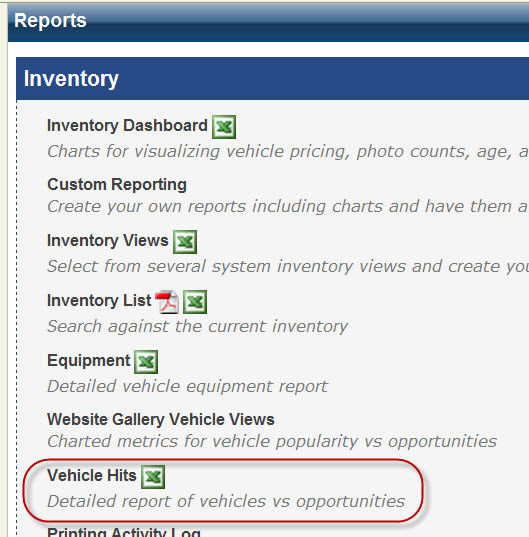 Reports
Inventory
Inventory Dashboard
Charts for visualizing vehicle pricing, photo counts, age, a
Custom Reporting
Create your own reports including charts and have them a
Inventory Views
Select from several system inventory views and create you
Inventory List
Search against the current inventory
Equipment
Detailed vehicle equipment report
Website Gallery Vehicle Views
Charted metrics for vehicle popularity vs opportunities
Vehicle Hits
Detailed report of vehicles vs opportunities
Printing Activity Log